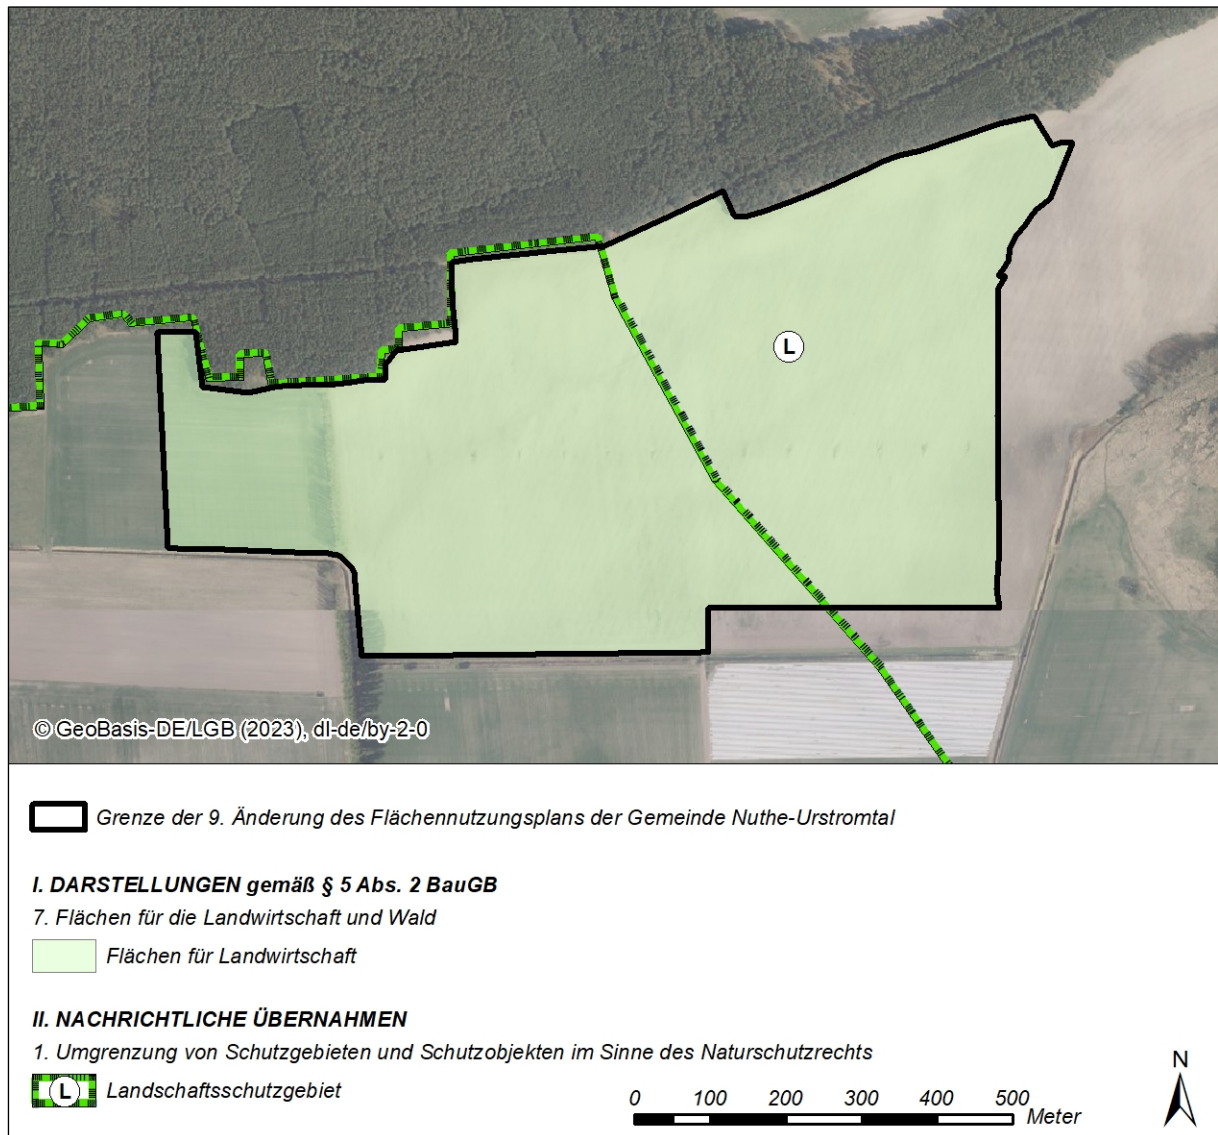 L
© GeoBasis-DE/LGB (2023), dl-de/by-2-0
Grenze der 9. Änderung des Flächennutzungsplans der Gemeinde Nuthe-Urstromtal
I. DARSTELLUNGEN gemäß § 5 Abs. 2 BauGB
7. Flächen für die Landwirtschaft und Wald
Flächen für Landwirtschaft
II. NACHRICHTLICHE ÜBERNAHMEN
1. Umgrenzung von Schutzgebieten und Schutzobjekten im Sinne des Naturschutzrechts
L Landschaftsschutzgebiet
0 100 200 300 400 500
Meter
N